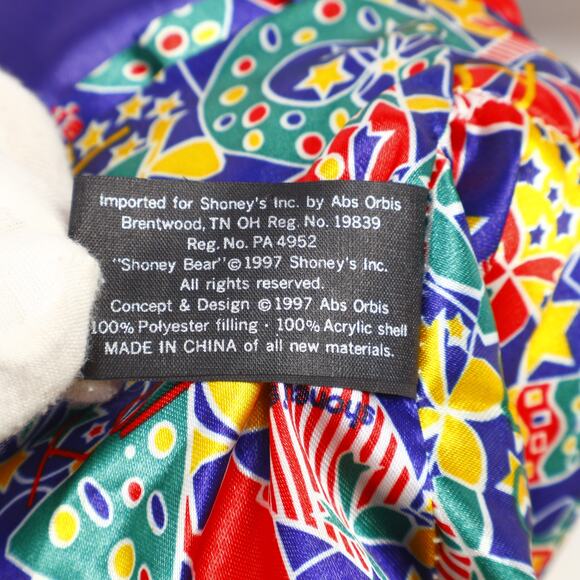 Imported for Shoney's Inc. by Abs Orbis
Brentwood, TN OH Reg. No. 19839
Reg. No. PA 4952
"Shoney Bear" © 1997 Shoney's Inc.
All rights reserved.
Concept & Design © 1997 Abs Orbis
100% Polyester filling · 100% Acrylic shell
MADE IN CHINA of all new materials.
shoney's